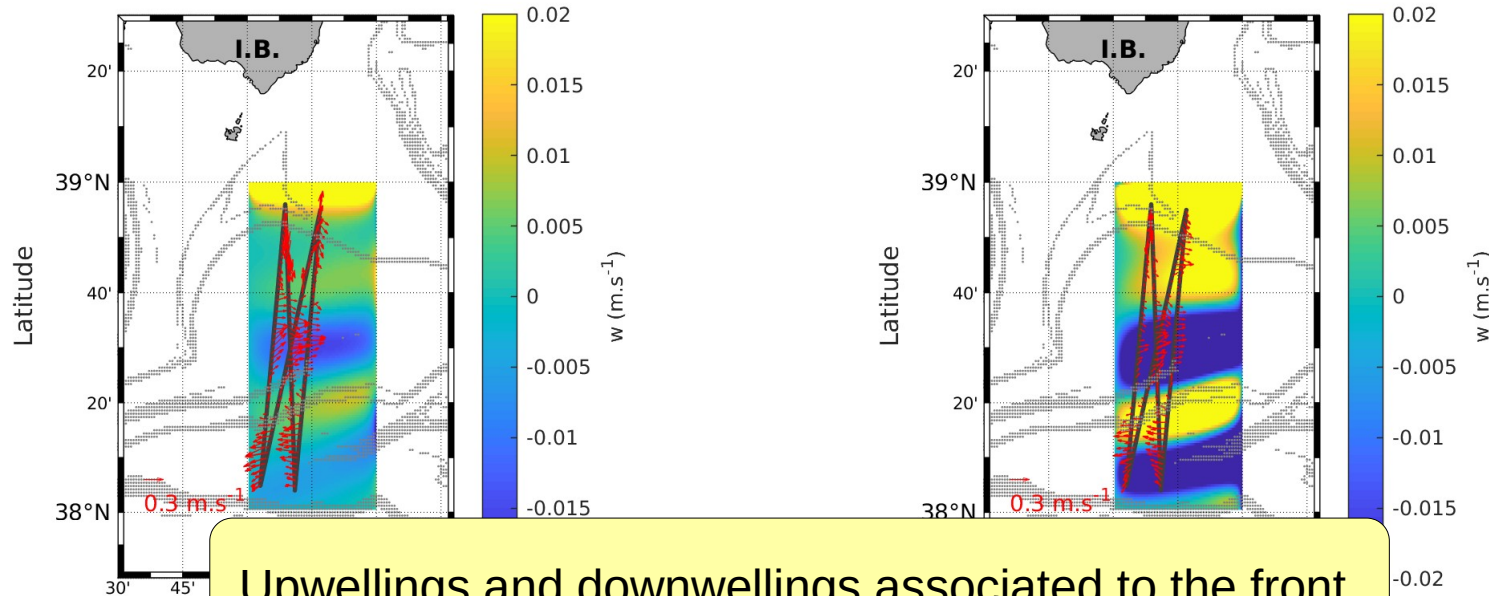 I.B.
20'
39°N
40'
20'
38°N
30' 45'
Latitude
0.3 m.s-1
0.02
0.015
0.01
0.005
0
-0.005
-0.01
-0.015
w (m.s-1)
I.B.
20'
39°N
40'
20'
38°N
Latitude
0.3 m.s-1
0.02
0.015
0.01
0.005
0
-0.005
-0.01
-0.015
-0.02
w (m.s-1)
Upwellings and downwellings associated to the front